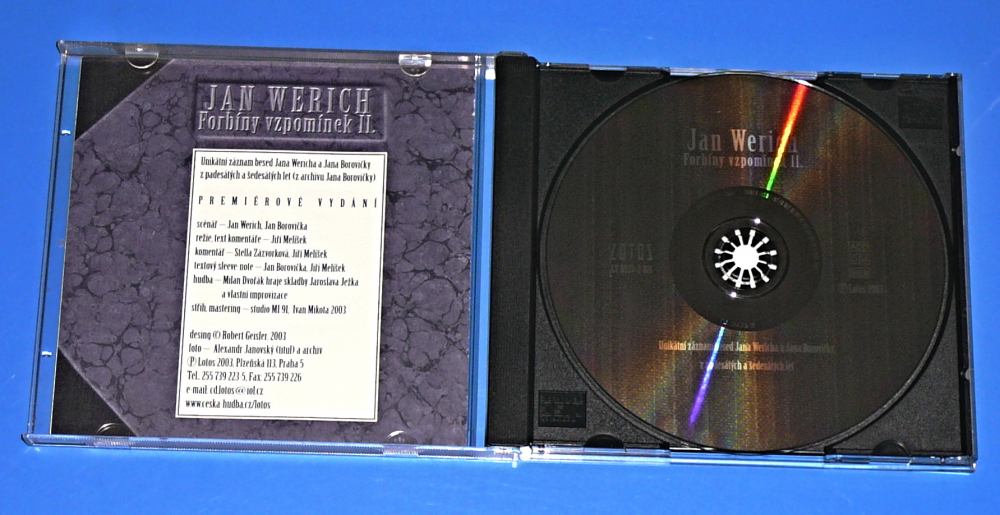 JAN WERICH
Forbíny vzpomínek II.
Unikátní záznam besed Jana Wericha a Jana Borovičky
z padesátých a šedesátých let (z archivu Jana Borovičky)
PREMIÉROVÉ VYDÁNÍ
scénář — Jan Werich, Jan Borovička
režie, text komentáře — Jiří Melíšek
komentář — Stella Zázvorková, Jiří Melíšek
textový sleeve-note — Jan Borovička, Jiří Melíšek
hudba — Milan Dvořák hraje skladby Jaroslava Ježka
a vlastní improvizace
střih, mastering — studio MI 91, Ivan Mikota 2003
desing © Robert Geisler, 2003
foto — Alexandr Janovský (titul) a archiv
Ⓟ Lotos 2003, Plzeňská 113, Praha 5
Tel. 255 739 223-5, Fax: 255 739 226
e-mail: cd.lotos@iol.cz
www.ceska-hudba.cz/lotos
Jan Werich
Forbíny vzpomínek II.
LOTOS
Ⓟ Lotos 2003
Unikátní záznam besed Jana Wericha a Jana Borovičky
z padesátých a šedesátých let